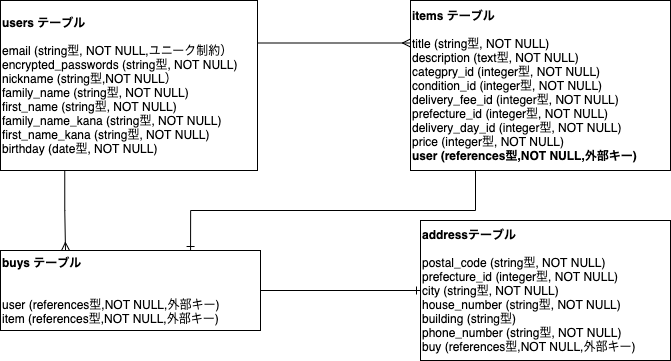 users テーブル
email (string型, NOT NULL,ユニーク制約）
encrypted_passwords (string型, NOT NULL)
nickname (string型,NOT NULL）
family_name (string型, NOT NULL)
first_name (string型, NOT NULL)
family_name_kana (string型, NOT NULL)
first_name_kana (string型, NOT NULL)
birthday (date型, NOT NULL)
items テーブル
title (string型, NOT NULL)
description (text型, NOT NULL)
categpry_id (integer型, NOT NULL)
condition_id (integer型, NOT NULL)
delivery_fee_id (integer型, NOT NULL)
prefecture_id (integer型, NOT NULL)
delivery_day_id (integer型, NOT NULL)
price (integer型, NOT NULL)
user (references型,NOT NULL,外部キー)
buys テーブル
user (references型,NOT NULL,外部キー)
item (references型,NOT NULL,外部キー)
addressテーブル
postal_code (string型, NOT NULL)
prefecture_id (integer型, NOT NULL)
city (string型, NOT NULL)
house_number (string型, NOT NULL)
building (string型)
phone_number (string型, NOT NULL)
buy (references型,NOT NULL,外部キー)